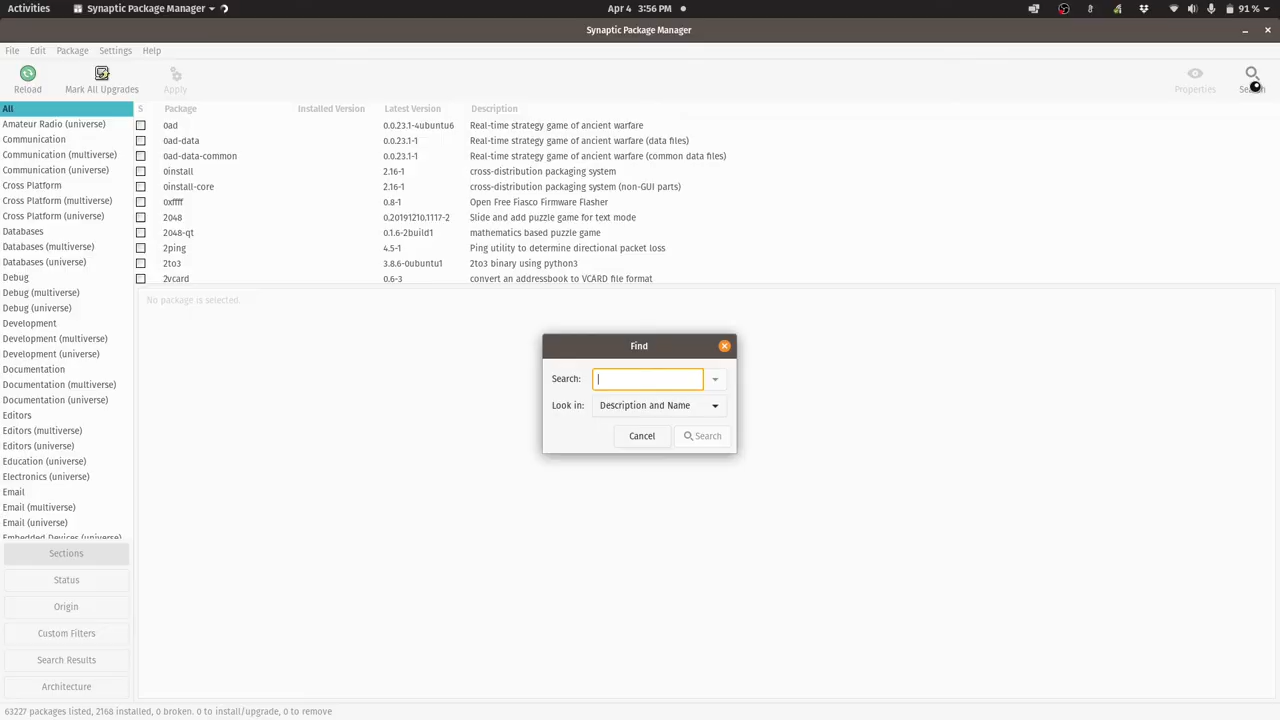 Activities Synaptic Package Manager Apr 4 3:56 PM 91 %
Synaptic Package Manager
File Edit Package Settings Help
Reload Mark All Upgrades Apply Properties Search
All S Package Installed Version Latest Version Description
Amateur Radio (universe) 0ad 0.0.23.1-4ubuntu6 Real-time strategy game of ancient warfare
Communication 0ad-data 0.0.23.1-1 Real-time strategy game of ancient warfare (data files)
Communication (multiverse) 0ad-data-common 0.0.23.1-1 Real-time strategy game of ancient warfare (common data files)
Communication (universe) 0install 2.16-1 cross-distribution packaging system
Cross Platform 0install-core 2.16-1 cross-distribution packaging system (non-GUI parts)
Cross Platform (multiverse) 0xffff 0.8-1 Open Free Fiasco Firmware Flasher
Cross Platform (universe) 2048 0.20191210.1117-2 Slide and add puzzle game for text mode
Databases 2048-qt 0.1.6-2build1 mathematics based puzzle game
Databases (multiverse) 2ping 4.5-1 Ping utility to determine directional packet loss
Databases (universe) 2to3 3.8.6-0ubuntu1 2to3 binary using python3
Debug 2vcard 0.6-3 convert an addressbook to VCARD file format
Debug (multiverse) No package is selected.
Debug (universe)
Development
Development (multiverse)
Development (universe)
Documentation
Documentation (multiverse)
Documentation (universe)
Editors
Editors (multiverse)
Editors (universe)
Education (universe)
Electronics (universe)
Email
Email (multiverse)
Email (universe)
Embedded Devices (universe)
Find
Search:
Look in: Description and Name
Cancel Search
Sections
Status
Origin
Custom Filters
Search Results
Architecture
63227 packages listed, 2168 installed, 0 broken. 0 to install/upgrade, 0 to remove